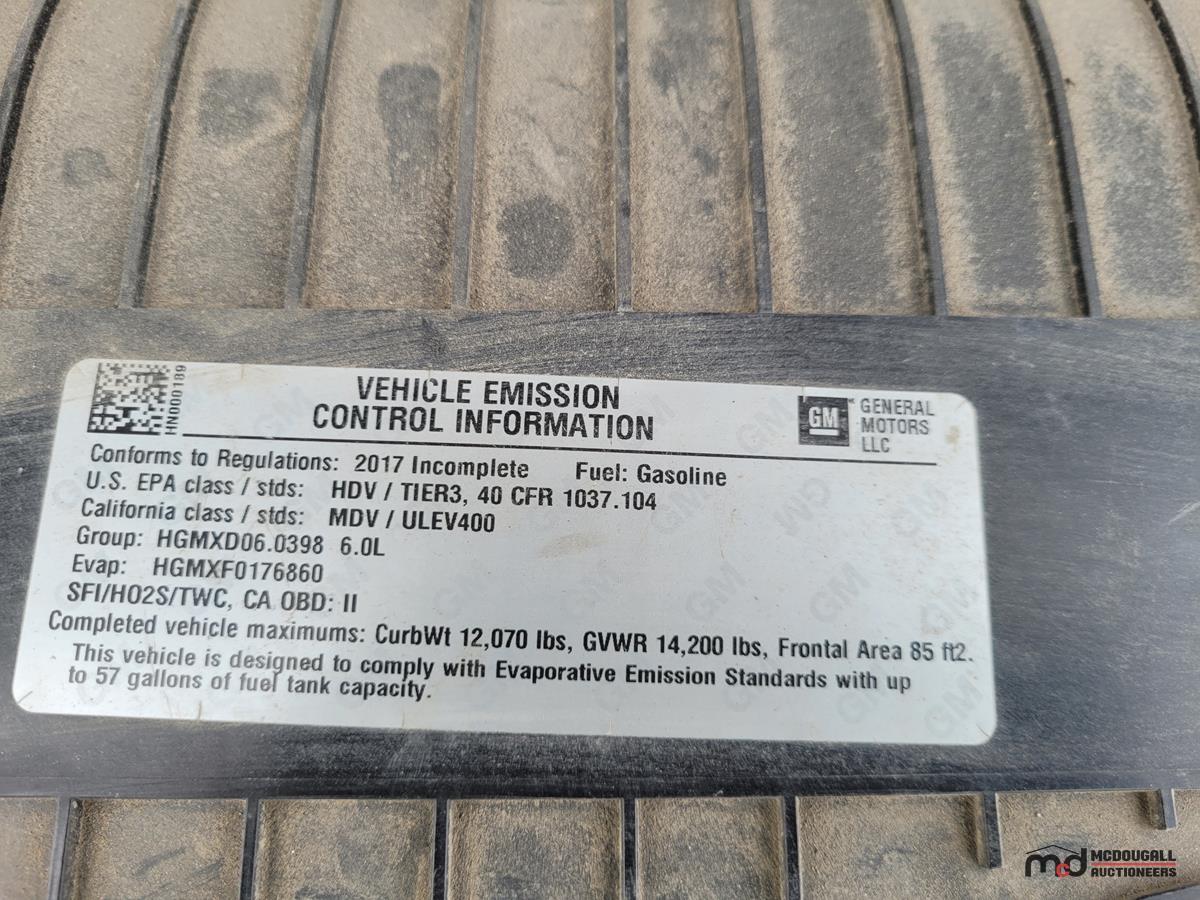 HN000189
VEHICLE EMISSION
CONTROL INFORMATION
GM
GENERAL
MOTORS
LLC
Conforms to Regulations: 2017 Incomplete Fuel: Gasoline
U.S. EPA class / stds: HDV / TIER3, 40 CFR 1037.104
California class / stds: MDV / ULEV400
Group: HGMXD06.0398 6.0L
Evap: HGMXF0176860
SFI/HO2S/TWC, CA OBD: II
Completed vehicle maximums: CurbWt 12,070 lbs, GVWR 14,200 lbs, Frontal Area 85 ft2.
This vehicle is designed to comply with Evaporative Emission Standards with up
to 57 gallons of fuel tank capacity.
mcd MCDOUGALL
AUCTIONEERS